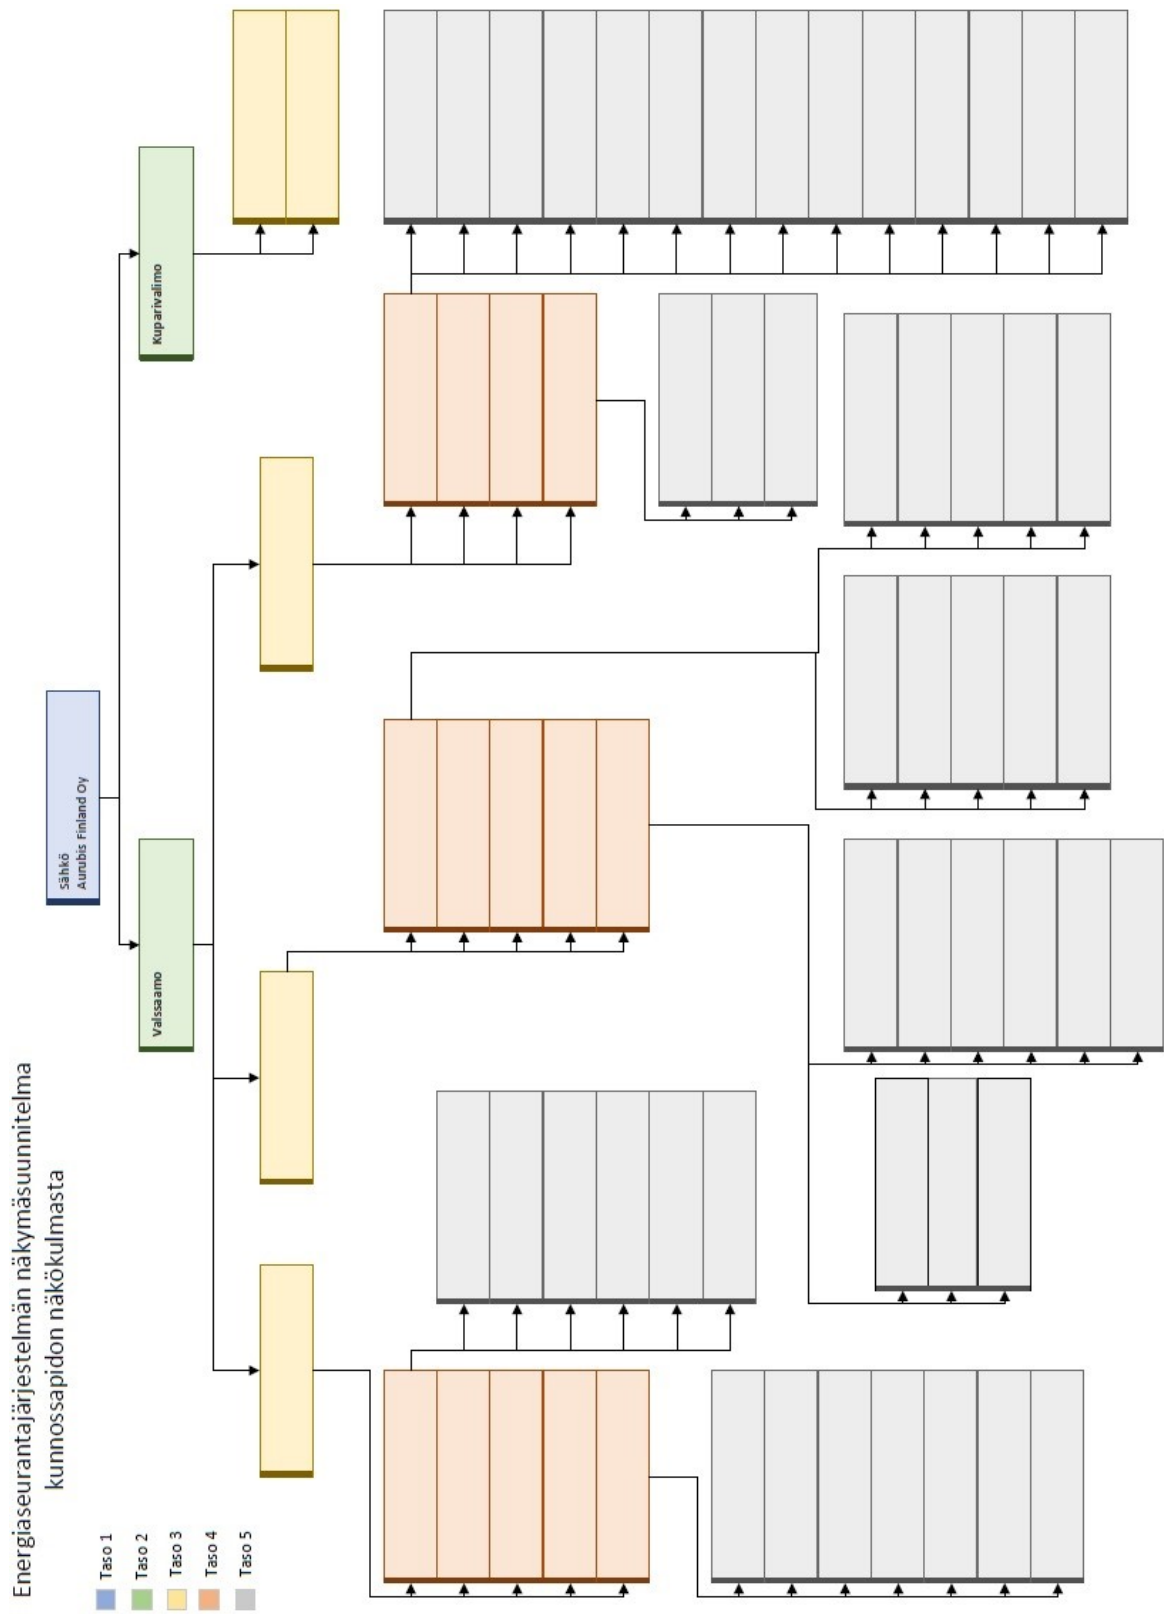 Energiaseurantajärjestelmän näkymäsuunnitelma
kunnossapidon näkökulmasta
Taso 1
Taso 2
Taso 3
Taso 4
Taso 5
Sähkö
Aurubis Finland Oy
Valssaamo
Kuparivalimo